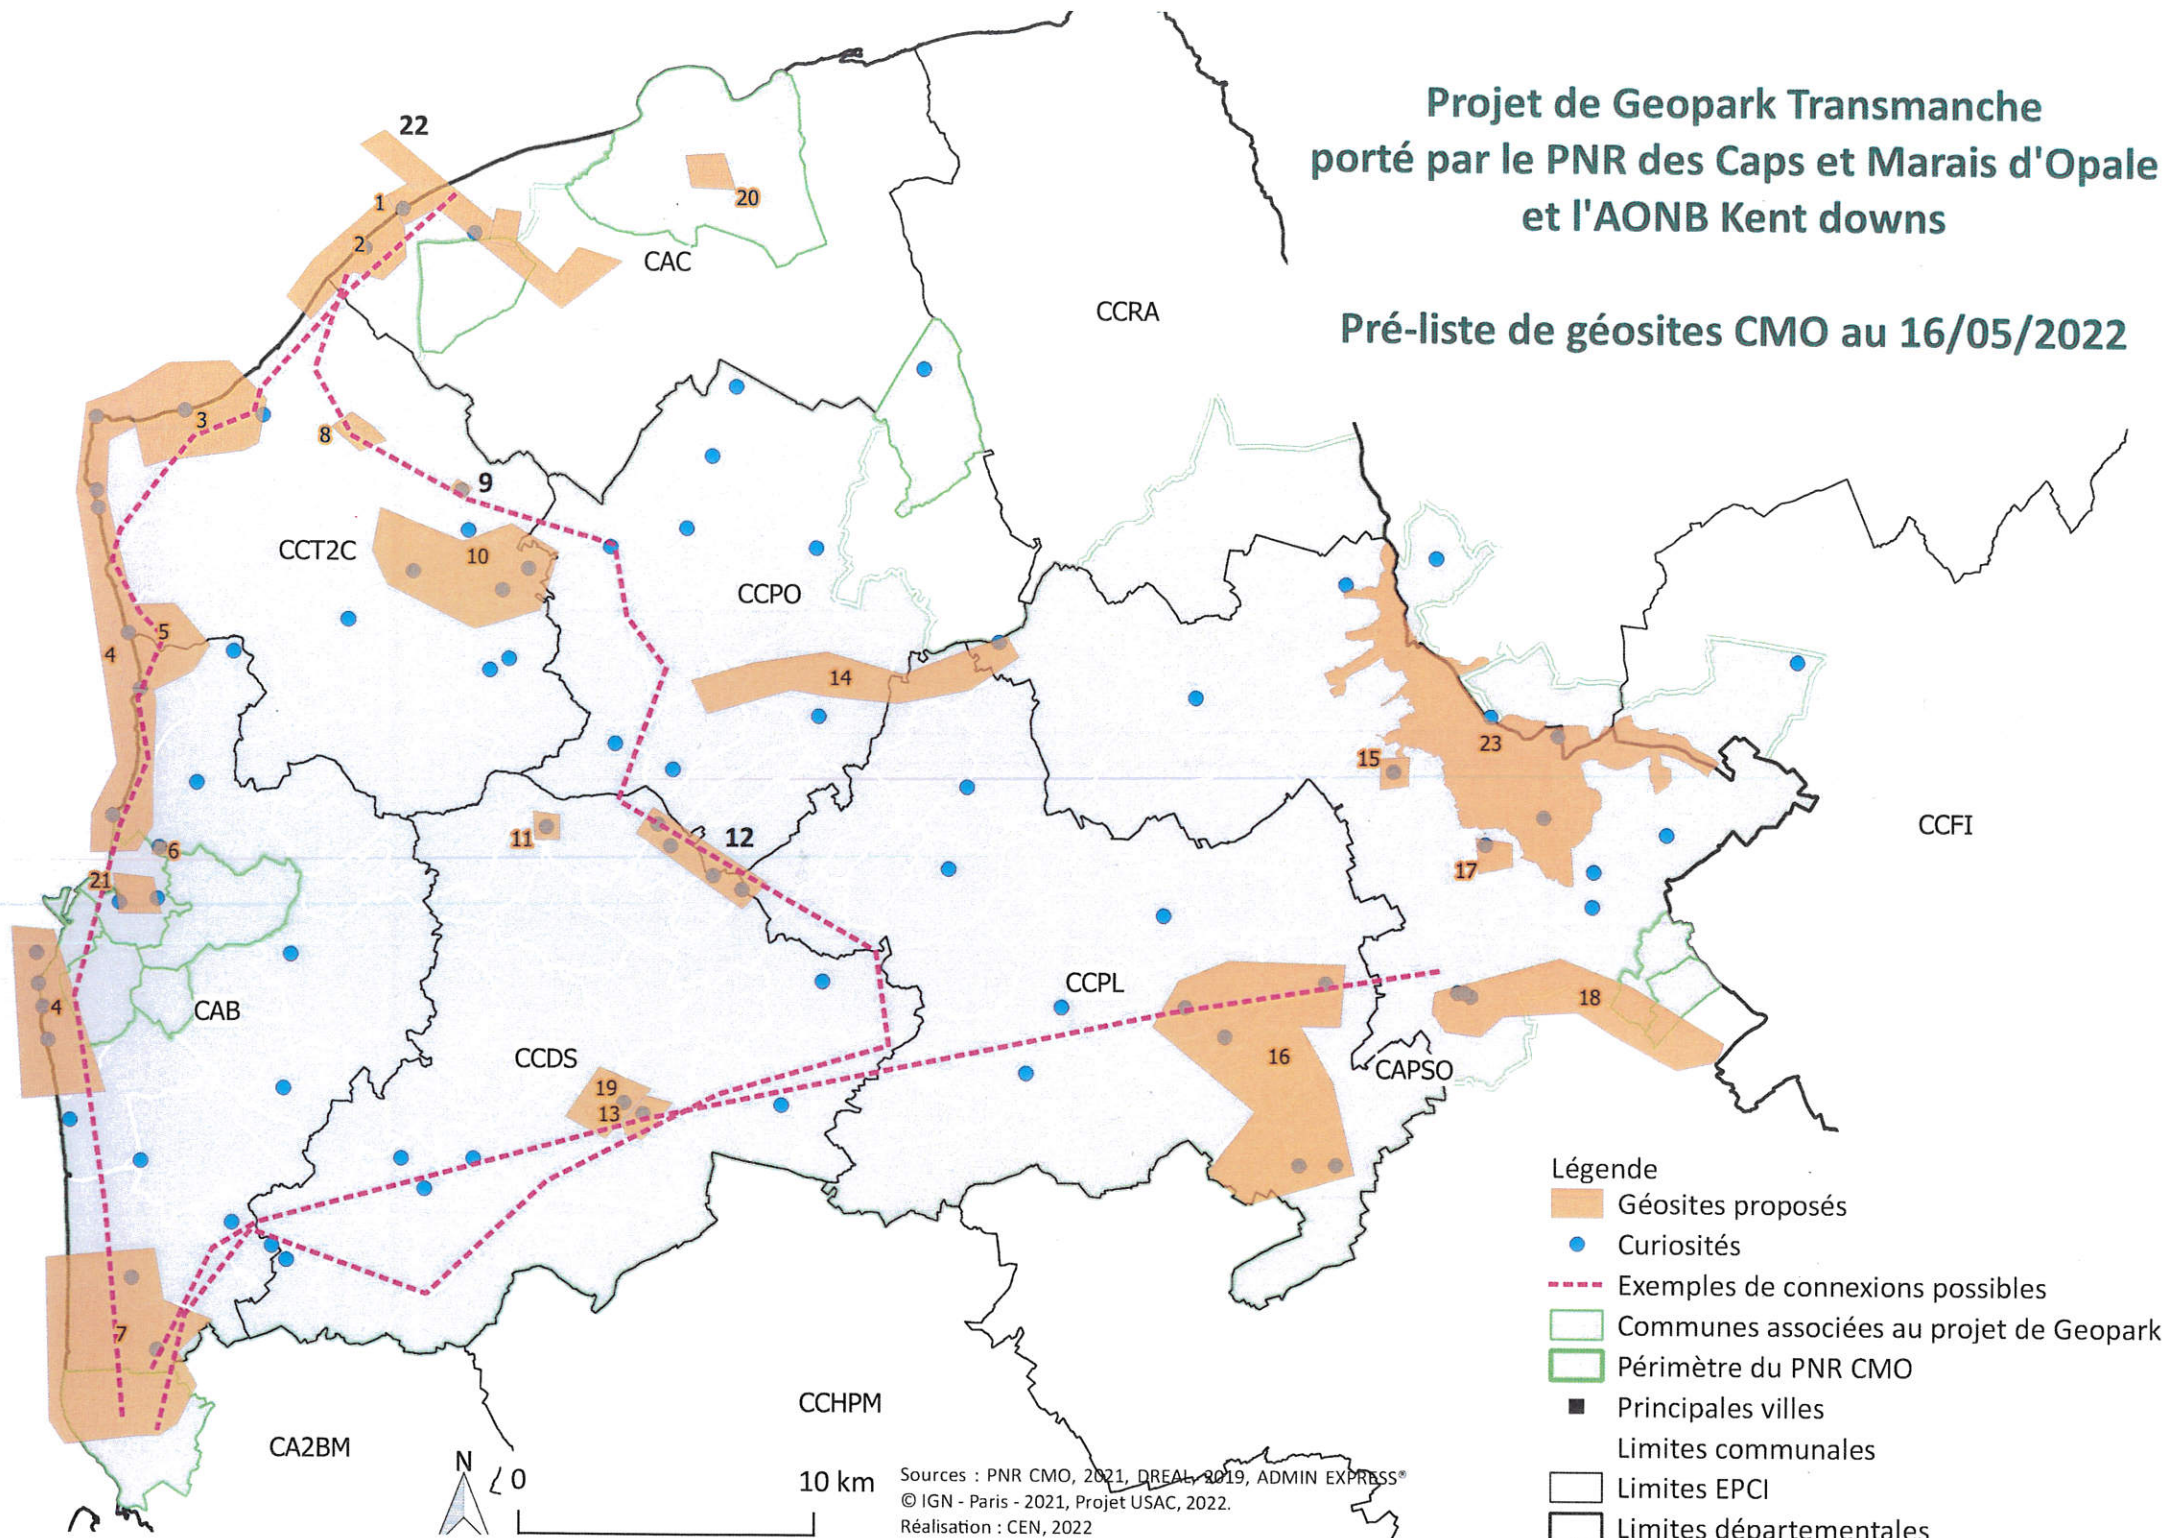 Projet de Geopark Transmanche
porté par le PNR des Caps et Marais d'Opale
et l'AONB Kent downs
Pré-liste de géosites CMO au 16/05/2022
22
1
20
2
CAC
CCRA
3
8
9
CCT2C
10
CCPO
5
4
14
23
15
11
12
CCFI
6
17
21
CCPL
18
4
CAB
CCDS
16
CAPSO
19
13
7
CCHPM
CA2BM
Légende
Géosites proposés
Curiosités
Exemples de connexions possibles
Communes associées au projet de Geopark
Périmètre du PNR CMO
Principales villes
Limites communales
Limites EPCI
Limites départementales
N
0
10 km
Sources : PNR CMO, 2021, DREAL, 2019, ADMIN EXPRESS®
© IGN - Paris - 2021, Projet USAC, 2022.
Réalisation : CEN, 2022